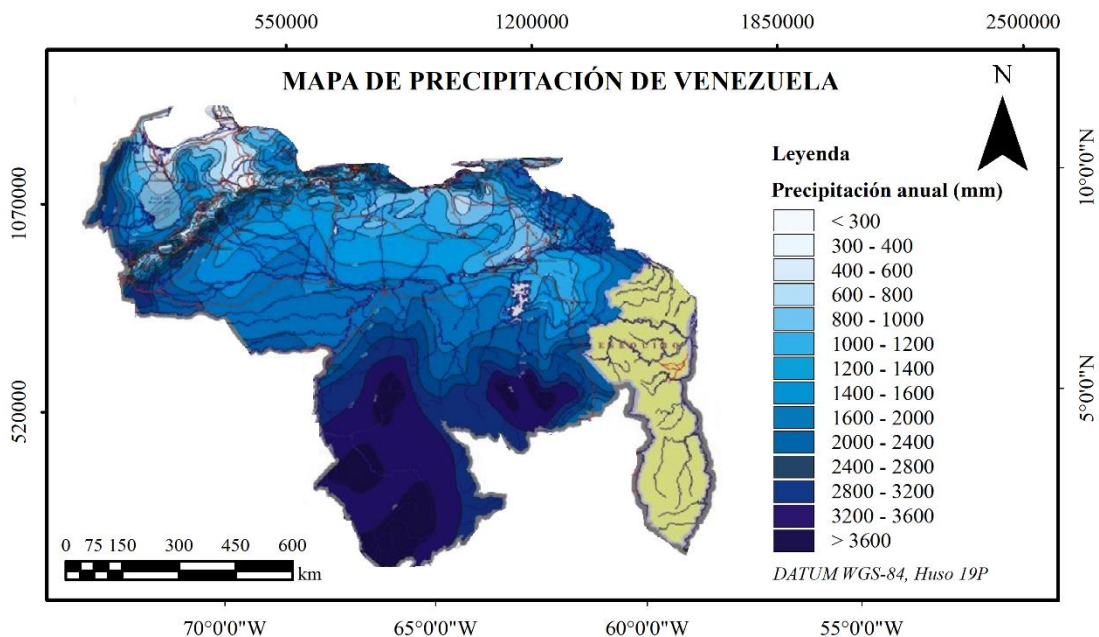 550000 1200000 1850000 2500000
MAPA DE PRECIPITACIÓN DE VENEZUELA
N
10°0'0"N
1070000
Leyenda
Precipitación anual (mm)
< 300
300 - 400
400 - 600
600 - 800
800 - 1000
1000 - 1200
1200 - 1400
1400 - 1600
1600 - 2000
2000 - 2400
2400 - 2800
2800 - 3200
3200 - 3600
> 3600
ESEQUIBO
5°0'0"N
520000
0 75 150 300 450 600
km
DATUM WGS-84, Huso 19P
70°0'0"W 65°0'0"W 60°0'0"W 55°0'0"W